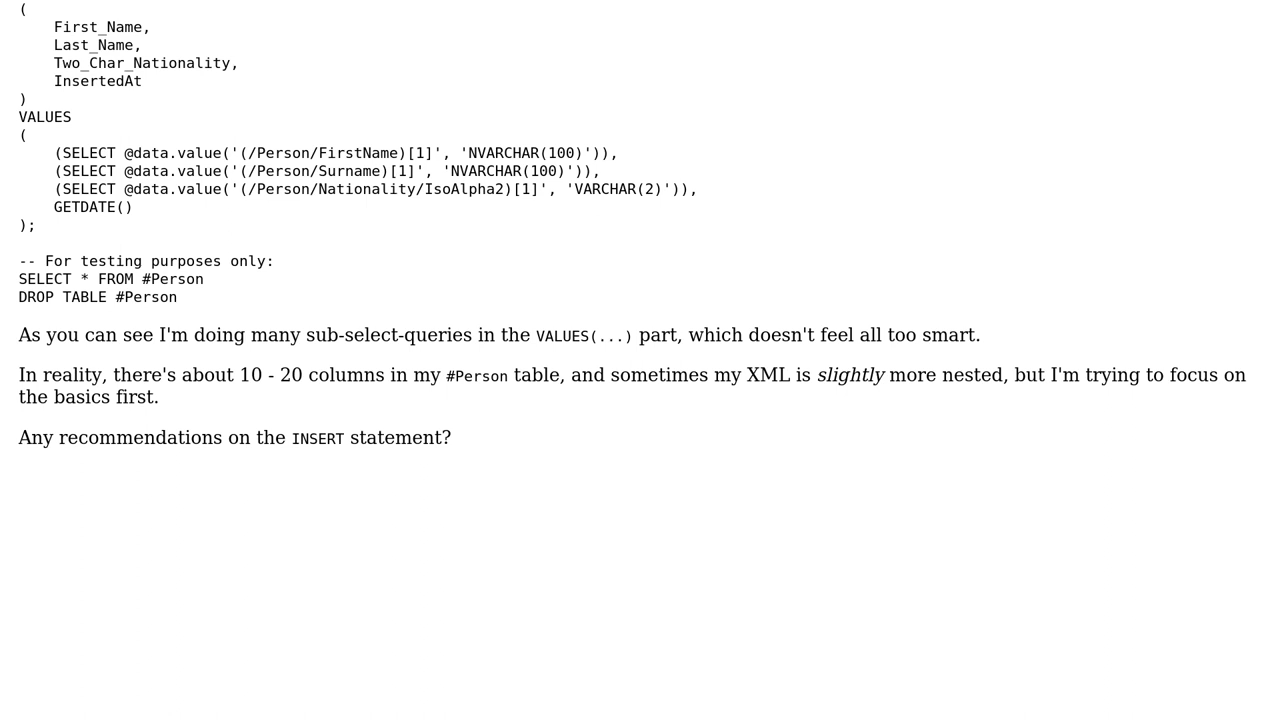 (
    First_Name,
    Last_Name,
    Two_Char_Nationality,
    InsertedAt
)
VALUES
(
    (SELECT @data.value('(/Person/FirstName)[1]', 'NVARCHAR(100)')),
    (SELECT @data.value('(/Person/Surname)[1]', 'NVARCHAR(100)')),
    (SELECT @data.value('(/Person/Nationality/IsoAlpha2)[1]', 'VARCHAR(2)')),
    GETDATE()
);

-- For testing purposes only:
SELECT * FROM #Person
DROP TABLE #Person
As you can see I'm doing many sub-select-queries in the VALUES(...) part, which doesn't feel all too smart.
In reality, there's about 10 - 20 columns in my #Person table, and sometimes my XML is slightly more nested, but I'm trying to focus on
the basics first.
Any recommendations on the INSERT statement?